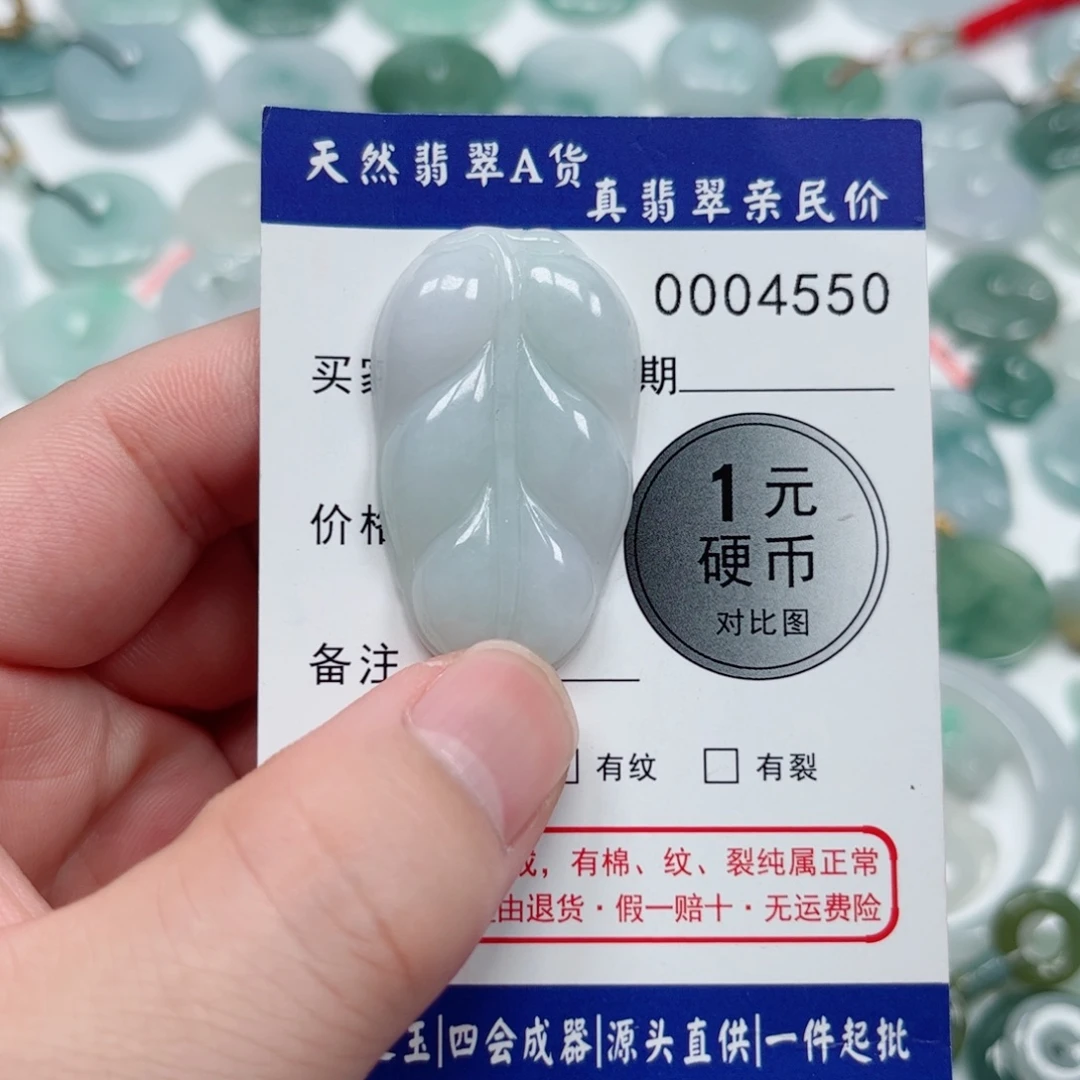 天然翡翠A货
真翡翠亲民价
0004550
买 期
价格
1元
硬币
对比图
备注
有纹 有裂
成，有棉、纹、裂纯属正常
由退货·假一赔十·无运费险
玉|四会成器|源头直供|一件起批